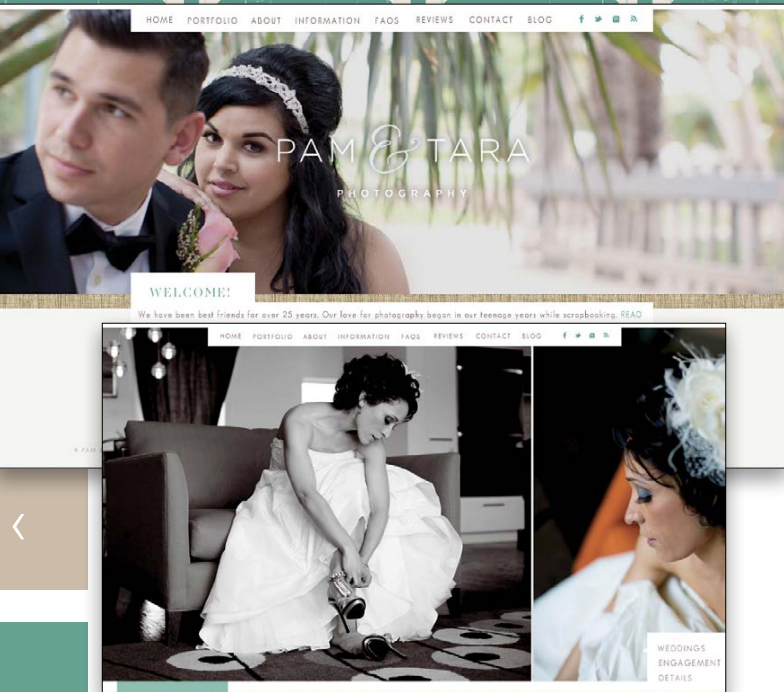 HOME PORTFOLIO ABOUT INFORMATION FAQS REVIEWS CONTACT BLOG
PAM & TARA
PHOTOGRAPHY
WELCOME!
We have been best friends for over 25 years. Our love for photography began in our teenage years while scrapbooking. READ
HOME PORTFOLIO ABOUT INFORMATION FAQS REVIEWS CONTACT BLOG
© PAM
WEDDINGS
ENGAGEMENT
DETAILS